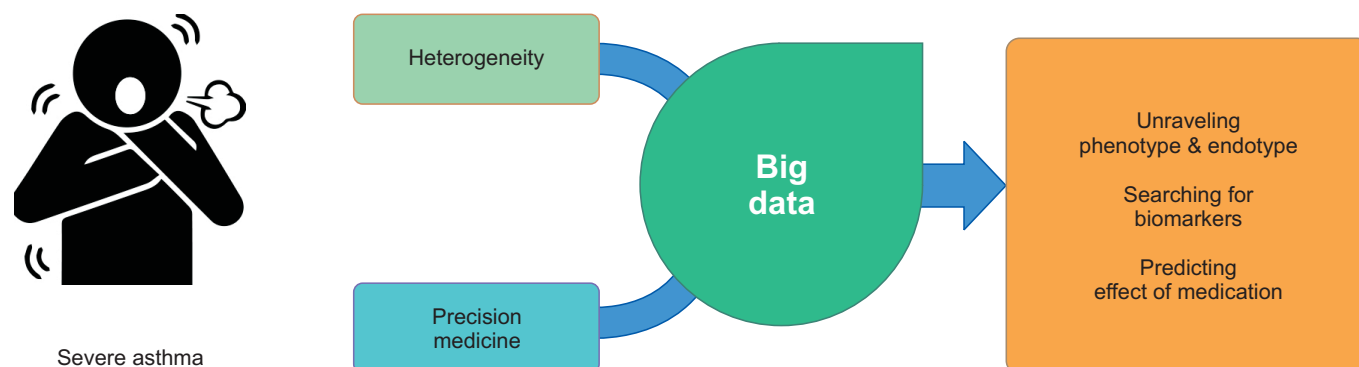 Severe asthma
Heterogeneity
Precision
medicine
Big
data
Unraveling
phenotype & endotype
Searching for
biomarkers
Predicting
effect of medication